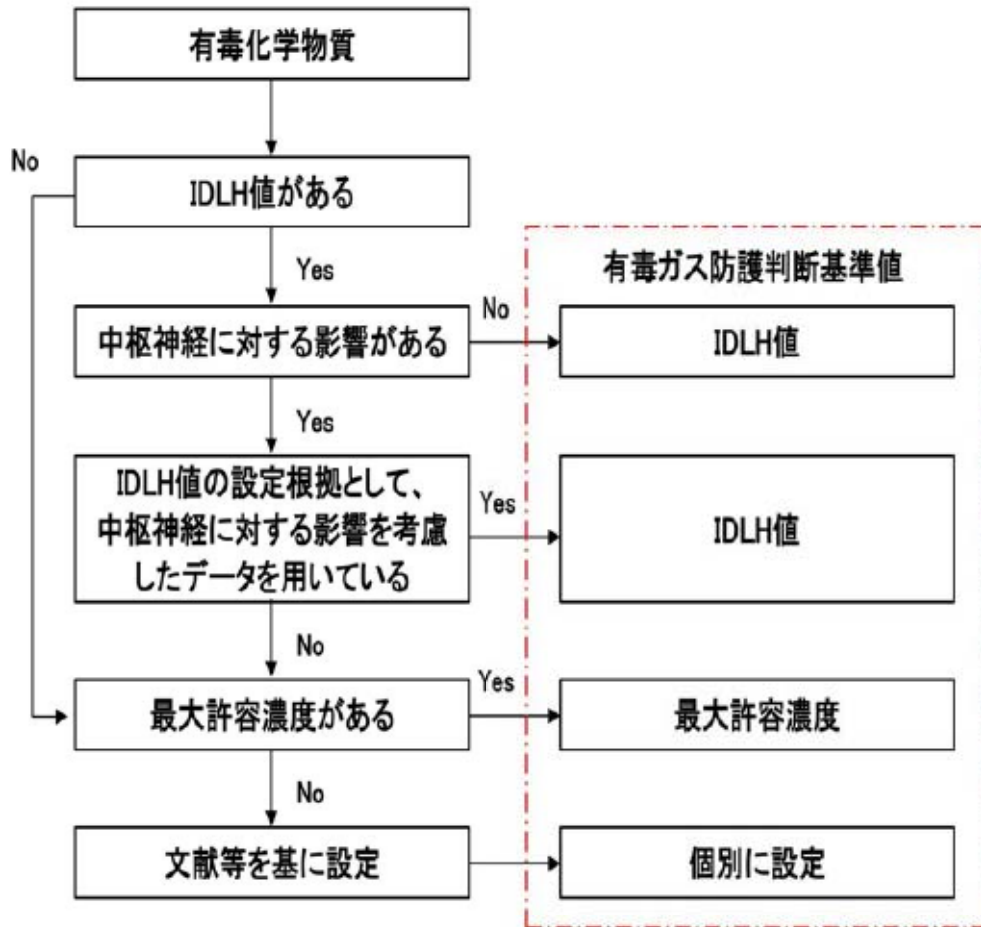 有毒化学物質
No
IDLH値がある
Yes
有毒ガス防護判断基準値
中枢神経に対する影響がある
No
IDLH値
Yes
IDLH値の設定根拠として、
中枢神経に対する影響を考慮
したデータを用いている
Yes
IDLH値
No
最大許容濃度がある
Yes
最大許容濃度
No
文献等を基に設定
個別に設定